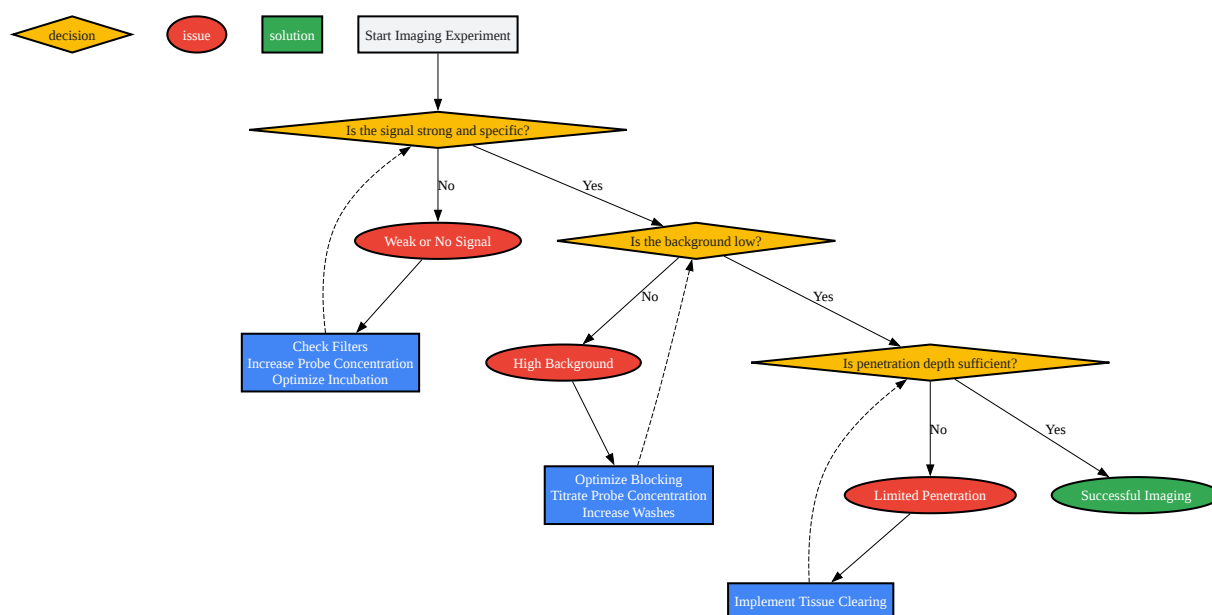 decision
issue
solution
Start Imaging Experiment
Is the signal strong and specific?
No
Yes
Weak or No Signal
Is the background low?
No
Yes
Check Filters
Increase Probe Concentration
Optimize Incubation
High Background
Is penetration depth sufficient?
No
Yes
Optimize Blocking
Titrate Probe Concentration
Increase Washes
Limited Penetration
Successful Imaging
Implement Tissue Clearing